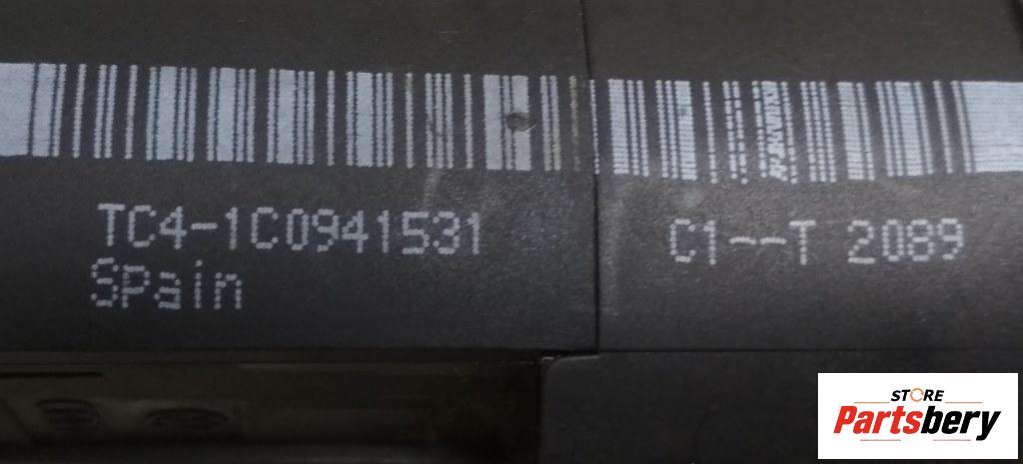 TC4-1C0941531 C1--T 2089
Spain
STORE
Partsbery